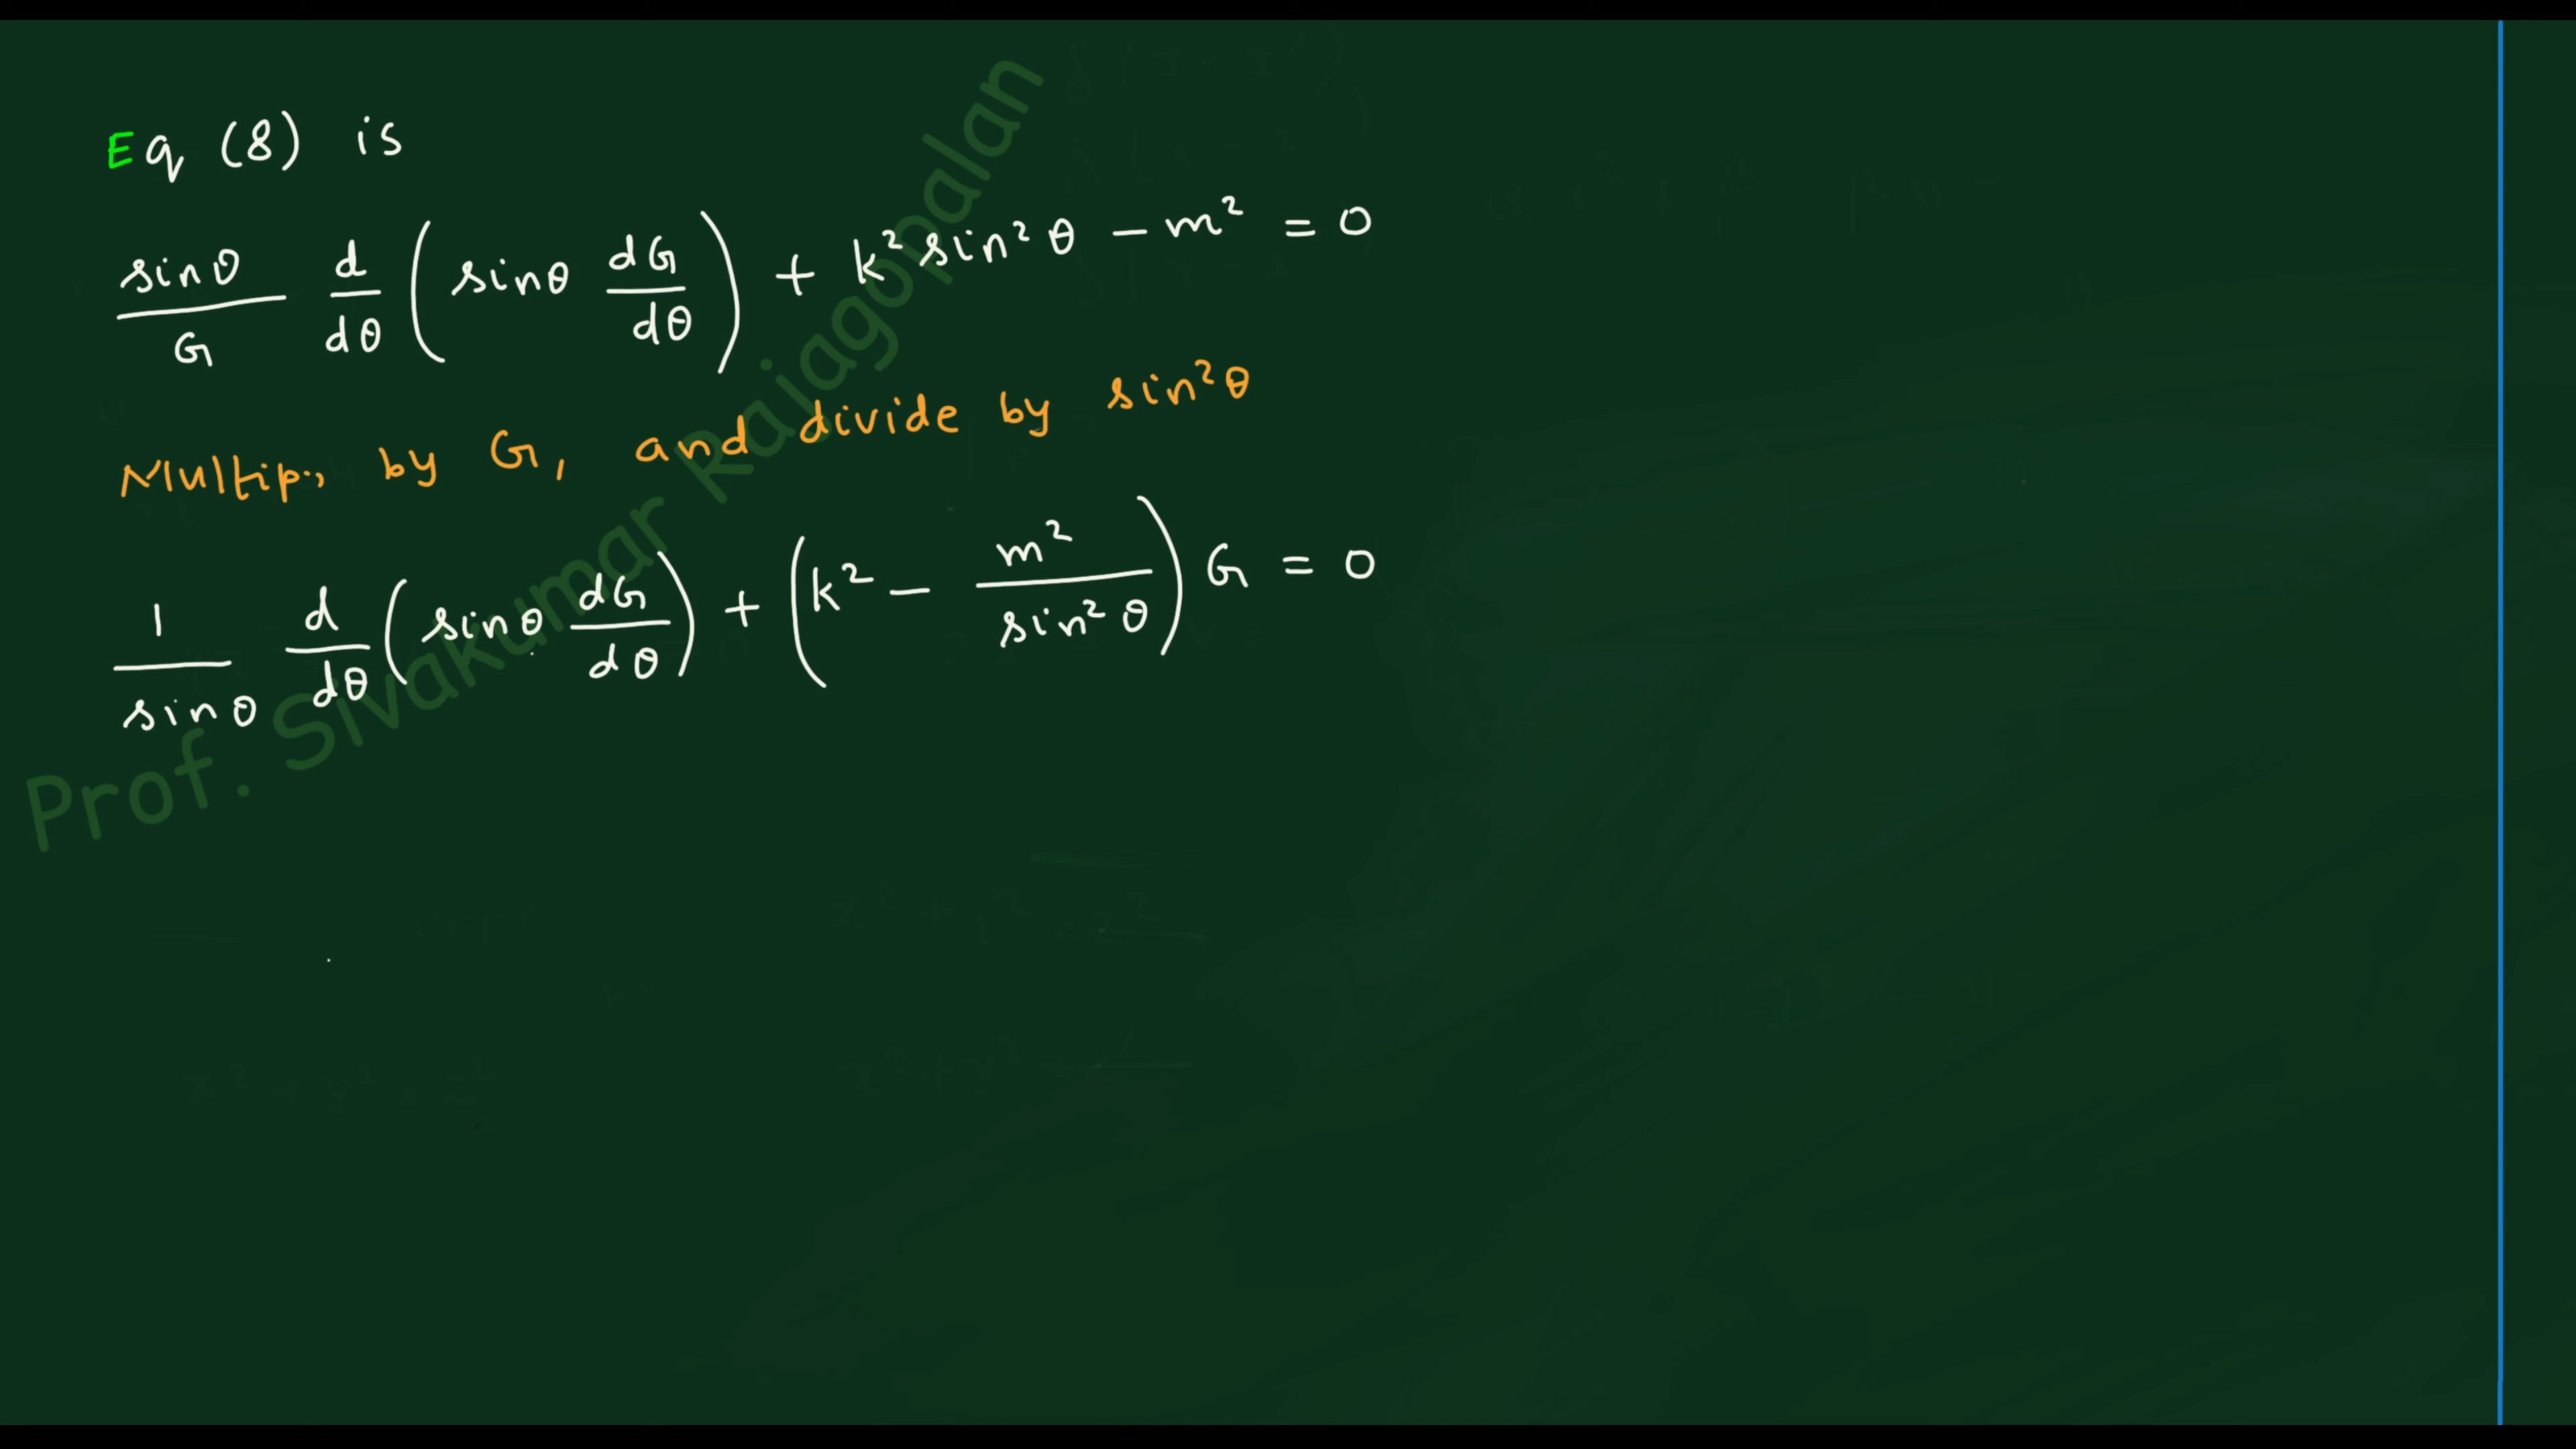 Eq (8) is
sinθ/G d/dθ (sinθ dG/dθ) + k² sin²θ − m² = 0
by G, and divide by sin²θ
1/sinθ d/dθ (sinθ dG/dθ) + (k² − m²/sin²θ) G = 0
Prof. Sivakumar Rajagopalan